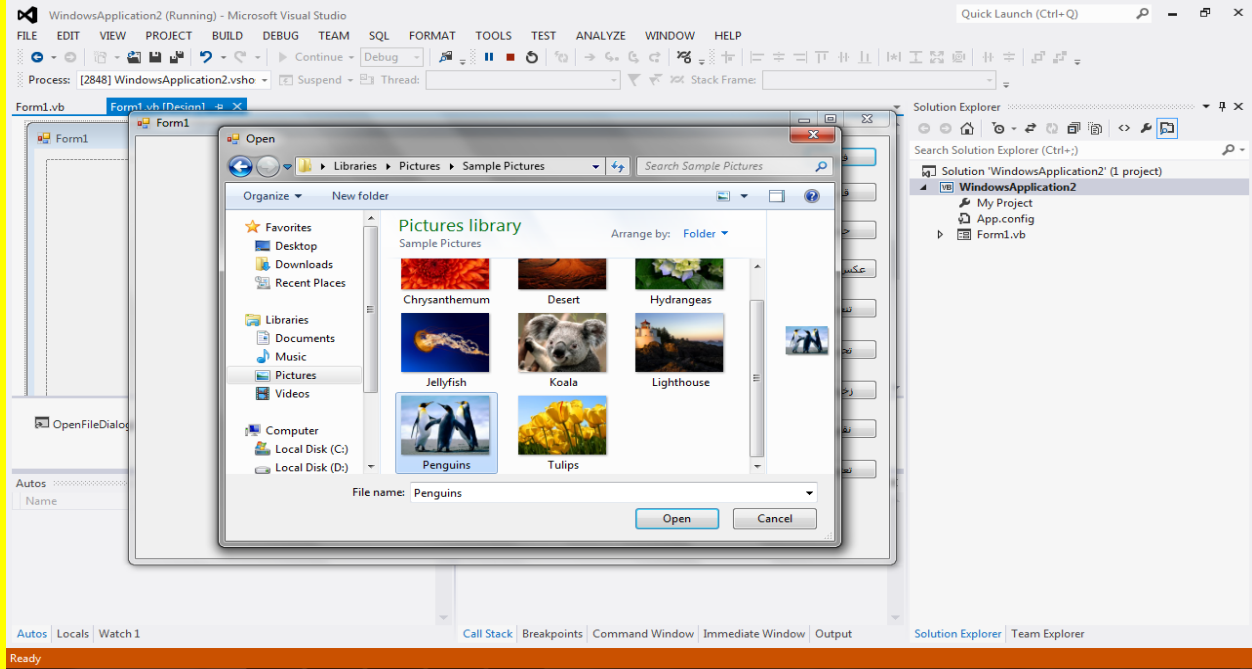 WindowsApplication2 (Running) - Microsoft Visual Studio
Quick Launch (Ctrl+Q)
FILE EDIT VIEW PROJECT BUILD DEBUG TEAM SQL FORMAT TOOLS TEST ANALYZE WINDOW HELP
Continue Debug
Process: [2848] WindowsApplication2.vsho Suspend Thread: Stack Frame:
Form1.vb Form1.vb [Design]
Form1
Form1
Open
Libraries Pictures Sample Pictures
Search Sample Pictures
Organize New folder
Favorites
Desktop
Downloads
Recent Places
Libraries
Documents
Music
Pictures
Videos
Computer
Local Disk (C:)
Local Disk (D:)
Pictures library
Sample Pictures
Arrange by: Folder
Chrysanthemum Desert Hydrangeas
Jellyfish Koala Lighthouse
Penguins Tulips
File name: Penguins
Open Cancel
عكس
OpenFileDialog
Autos
Name
Autos Locals Watch 1
Call Stack Breakpoints Command Window Immediate Window Output
Solution Explorer
Search Solution Explorer (Ctrl+;)
Solution 'WindowsApplication2' (1 project)
WindowsApplication2
My Project
App.config
Form1.vb
Solution Explorer Team Explorer
Ready